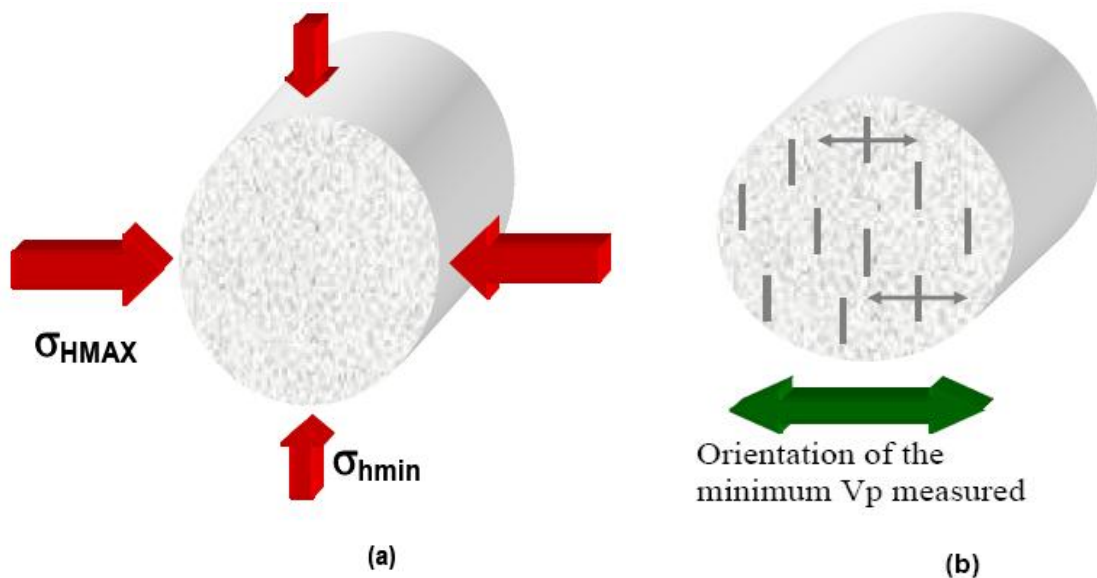 σHMAX
σhmin
(a)
Orientation of the
minimum Vp measured
(b)